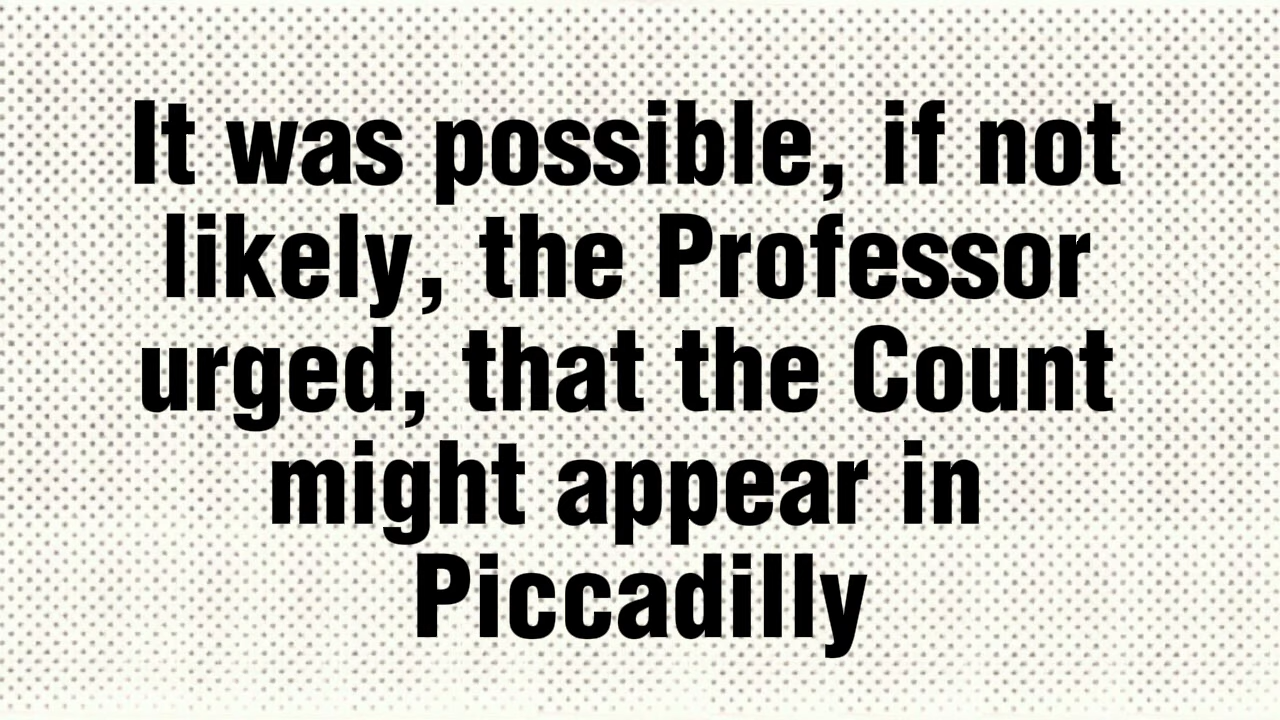 It was possible, if not
likely, the Professor
urged, that the Count
might appear in
Piccadilly